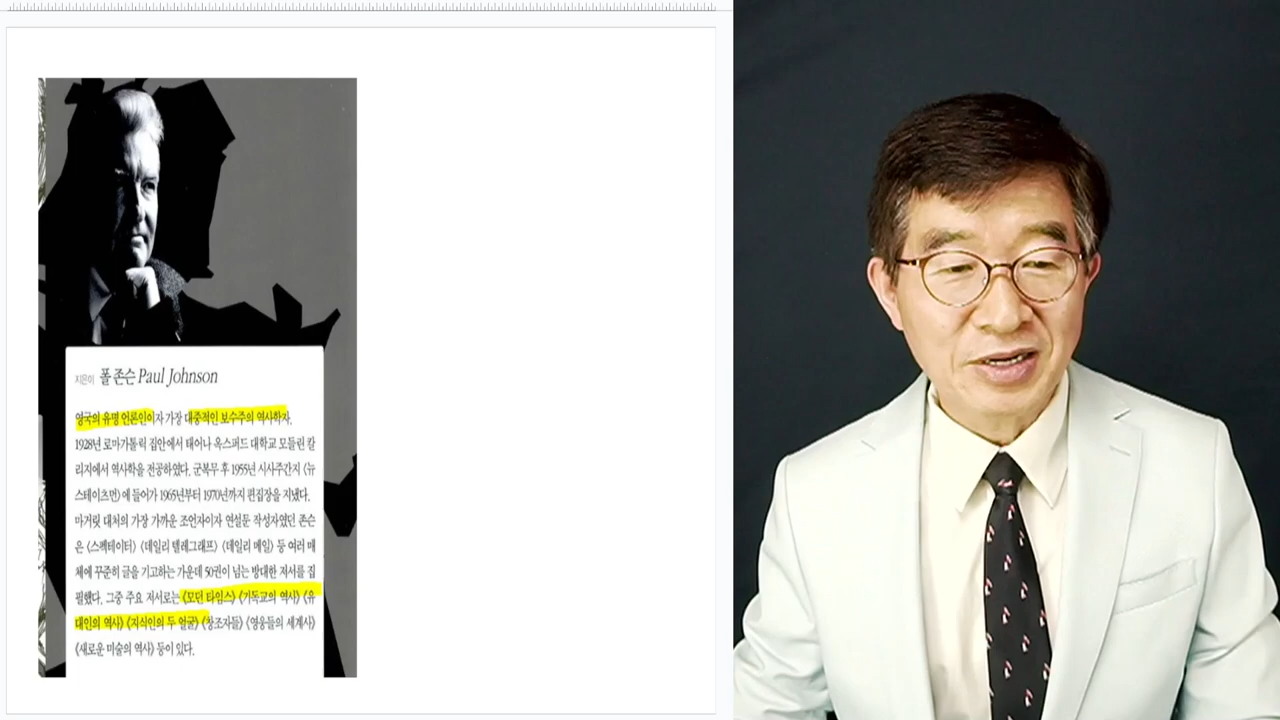 지은이 폴 존슨 Paul Johnson
영국의 유명 언론인이자 가장 대중적인 보수주의 역사학자.
1928년 로마가톨릭 집안에서 태어나 옥스퍼드 대학교 모들린 칼
리지에서 역사학을 전공하였다. 군복무 후 1955년 시사주간지 〈뉴
스테이츠먼〉에 들어가 1965년부터 1970년까지 편집장을 지냈다.
마거릿 대처의 가장 가까운 조언자이자 연설문 작성자였던 존슨
은 〈스펙테이터〉 〈데일리 텔레그래프〉 〈데일리 메일〉 등 여러 매
체에 꾸준히 글을 기고하는 가운데 50권이 넘는 방대한 저서를 집
필했다. 그중 주요 저서로는 《모던 타임스》 《기독교의 역사》 《유
대인의 역사》 《지식인의 두 얼굴》 《창조자들》 《영웅들의 세계사》
《새로운 미술의 역사》 등이 있다.